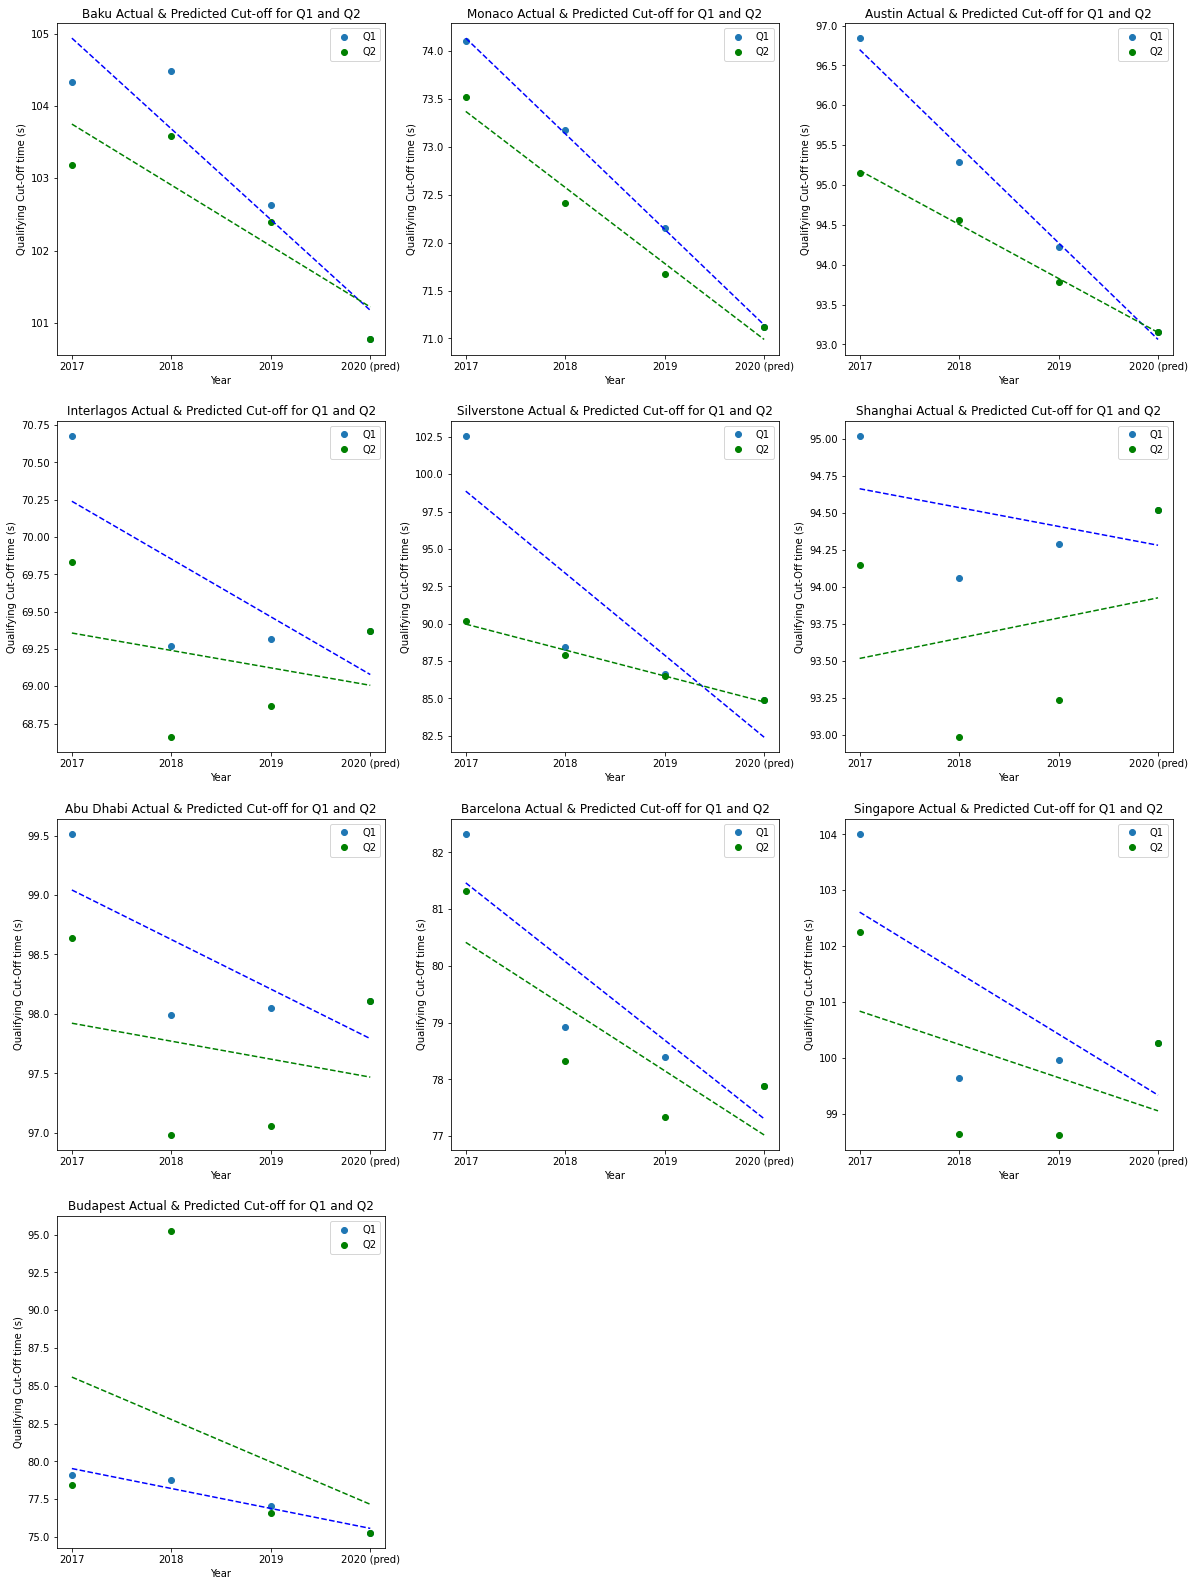 Baku Actual & Predicted Cut-off for Q1 and Q2
Q1
Q2
105
104
103
102
101
Qualifying Cut-Off time (s)
2017
2018
2019
2020 (pred)
Year
Monaco Actual & Predicted Cut-off for Q1 and Q2
Q1
Q2
74.0
73.5
73.0
72.5
72.0
71.5
71.0
Qualifying Cut-Off time (s)
2017
2018
2019
2020 (pred)
Year
Austin Actual & Predicted Cut-off for Q1 and Q2
Q1
Q2
97.0
96.5
96.0
95.5
95.0
94.5
94.0
93.5
93.0
Qualifying Cut-Off time (s)
2017
2018
2019
2020 (pred)
Year
Interlagos Actual & Predicted Cut-off for Q1 and Q2
Q1
Q2
70.75
70.50
70.25
70.00
69.75
69.50
69.25
69.00
68.75
Qualifying Cut-Off time (s)
2017
2018
2019
2020 (pred)
Year
Silverstone Actual & Predicted Cut-off for Q1 and Q2
Q1
Q2
102.5
100.0
97.5
95.0
92.5
90.0
87.5
85.0
82.5
Qualifying Cut-Off time (s)
2017
2018
2019
2020 (pred)
Year
Shanghai Actual & Predicted Cut-off for Q1 and Q2
Q1
Q2
95.00
94.75
94.50
94.25
94.00
93.75
93.50
93.25
93.00
Qualifying Cut-Off time (s)
2017
2018
2019
2020 (pred)
Year
Abu Dhabi Actual & Predicted Cut-off for Q1 and Q2
Q1
Q2
99.5
99.0
98.5
98.0
97.5
97.0
Qualifying Cut-Off time (s)
2017
2018
2019
2020 (pred)
Year
Barcelona Actual & Predicted Cut-off for Q1 and Q2
Q1
Q2
82
81
80
79
78
77
Qualifying Cut-Off time (s)
2017
2018
2019
2020 (pred)
Year
Singapore Actual & Predicted Cut-off for Q1 and Q2
Q1
Q2
104
103
102
101
100
99
Qualifying Cut-Off time (s)
2017
2018
2019
2020 (pred)
Year
Budapest Actual & Predicted Cut-off for Q1 and Q2
Q1
Q2
95.0
92.5
90.0
87.5
85.0
82.5
80.0
77.5
75.0
Qualifying Cut-Off time (s)
2017
2018
2019
2020 (pred)
Year